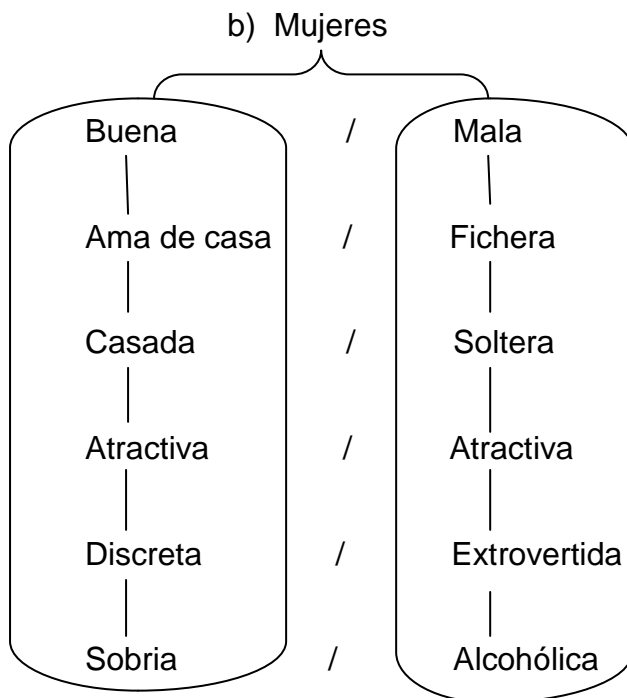 b) Mujeres
Buena / Mala
Ama de casa / Fichera
Casada / Soltera
Atractiva / Atractiva
Discreta / Extrovertida
Sobria / Alcohólica